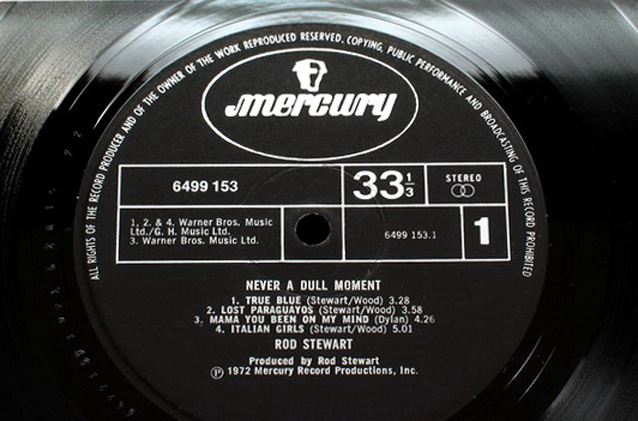 ALL RIGHTS OF THE RECORD PRODUCER AND OF THE OWNER OF THE WORK REPRODUCED RESERVED. COPYING, PUBLIC PERFORMANCE AND BROADCASTING OF THIS RECORD PROHIBITED
mercury
6499 153
33 1/3
STEREO
1, 2. & 4. Warner Bros. Music
Ltd./G. H. Music Ltd.
3. Warner Bros. Music Ltd.
6499 153.1
1
NEVER A DULL MOMENT
1. TRUE BLUE (Stewart/Wood) 3.28
2. LOST PARAGUAYOS (Stewart/Wood) 3.58
3. MAMA YOU BEEN ON MY MIND (Dylan) 4.26
4. ITALIAN GIRLS (Stewart/Wood) 5.01
ROD STEWART
Produced by Rod Stewart
Ⓟ 1972 Mercury Record Productions, Inc.